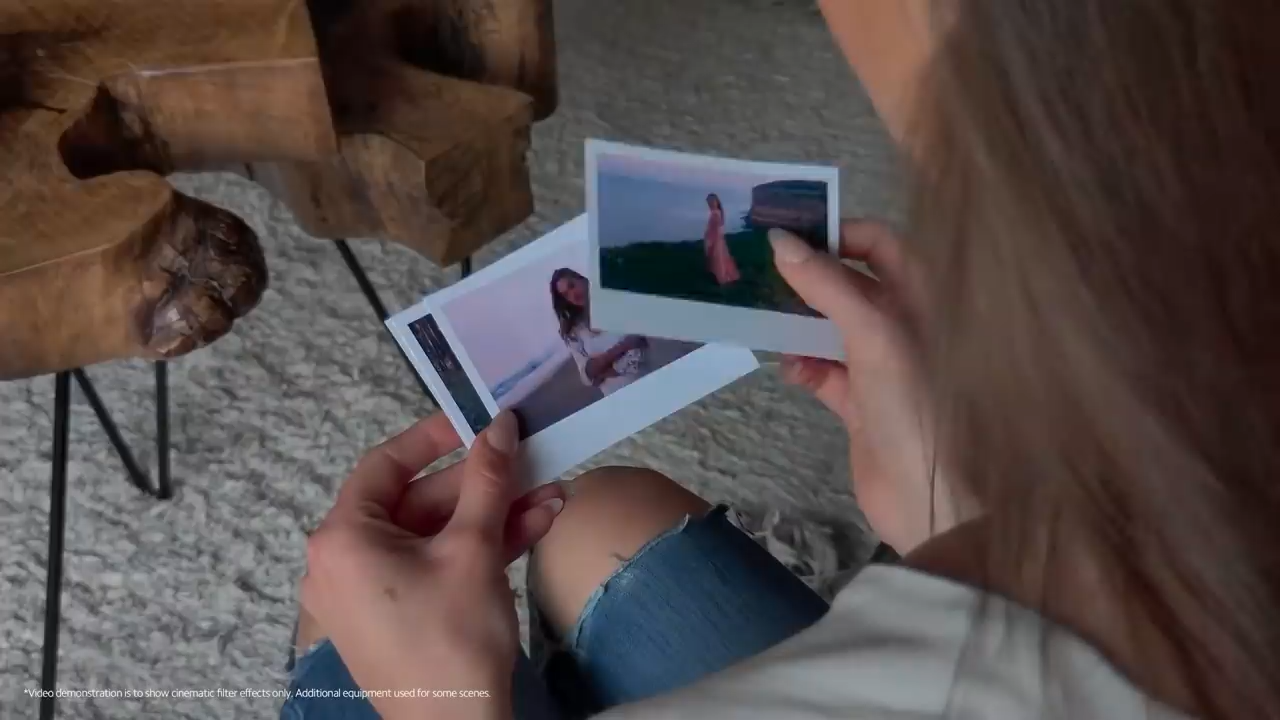 *Video demonstration is to show cinematic filter effects only. Additional equipment used for some scenes.